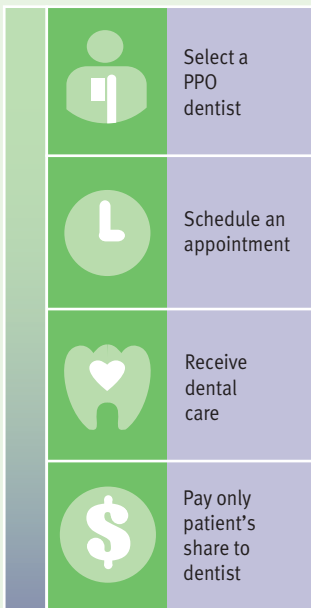 Select a
PPO
dentist
Schedule an
appointment
Receive
dental
care
$
Pay only
patient's
share to
dentist